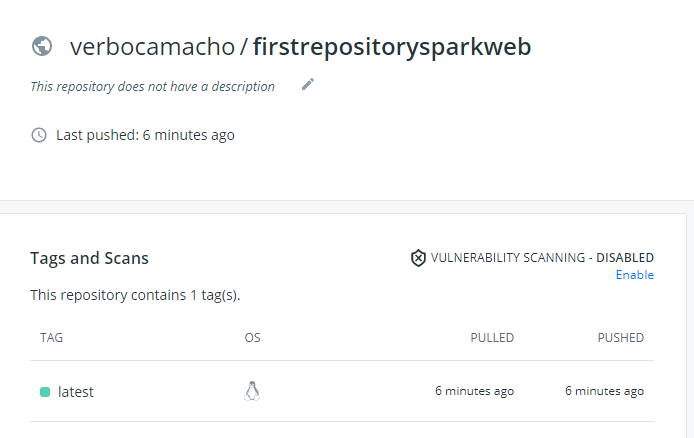 verbocamacho / firstrepositorysparkweb
This repository does not have a description
Last pushed: 6 minutes ago
Tags and Scans
VULNERABILITY SCANNING - DISABLED
Enable
This repository contains 1 tag(s).
TAG OS PULLED PUSHED
latest 6 minutes ago 6 minutes ago